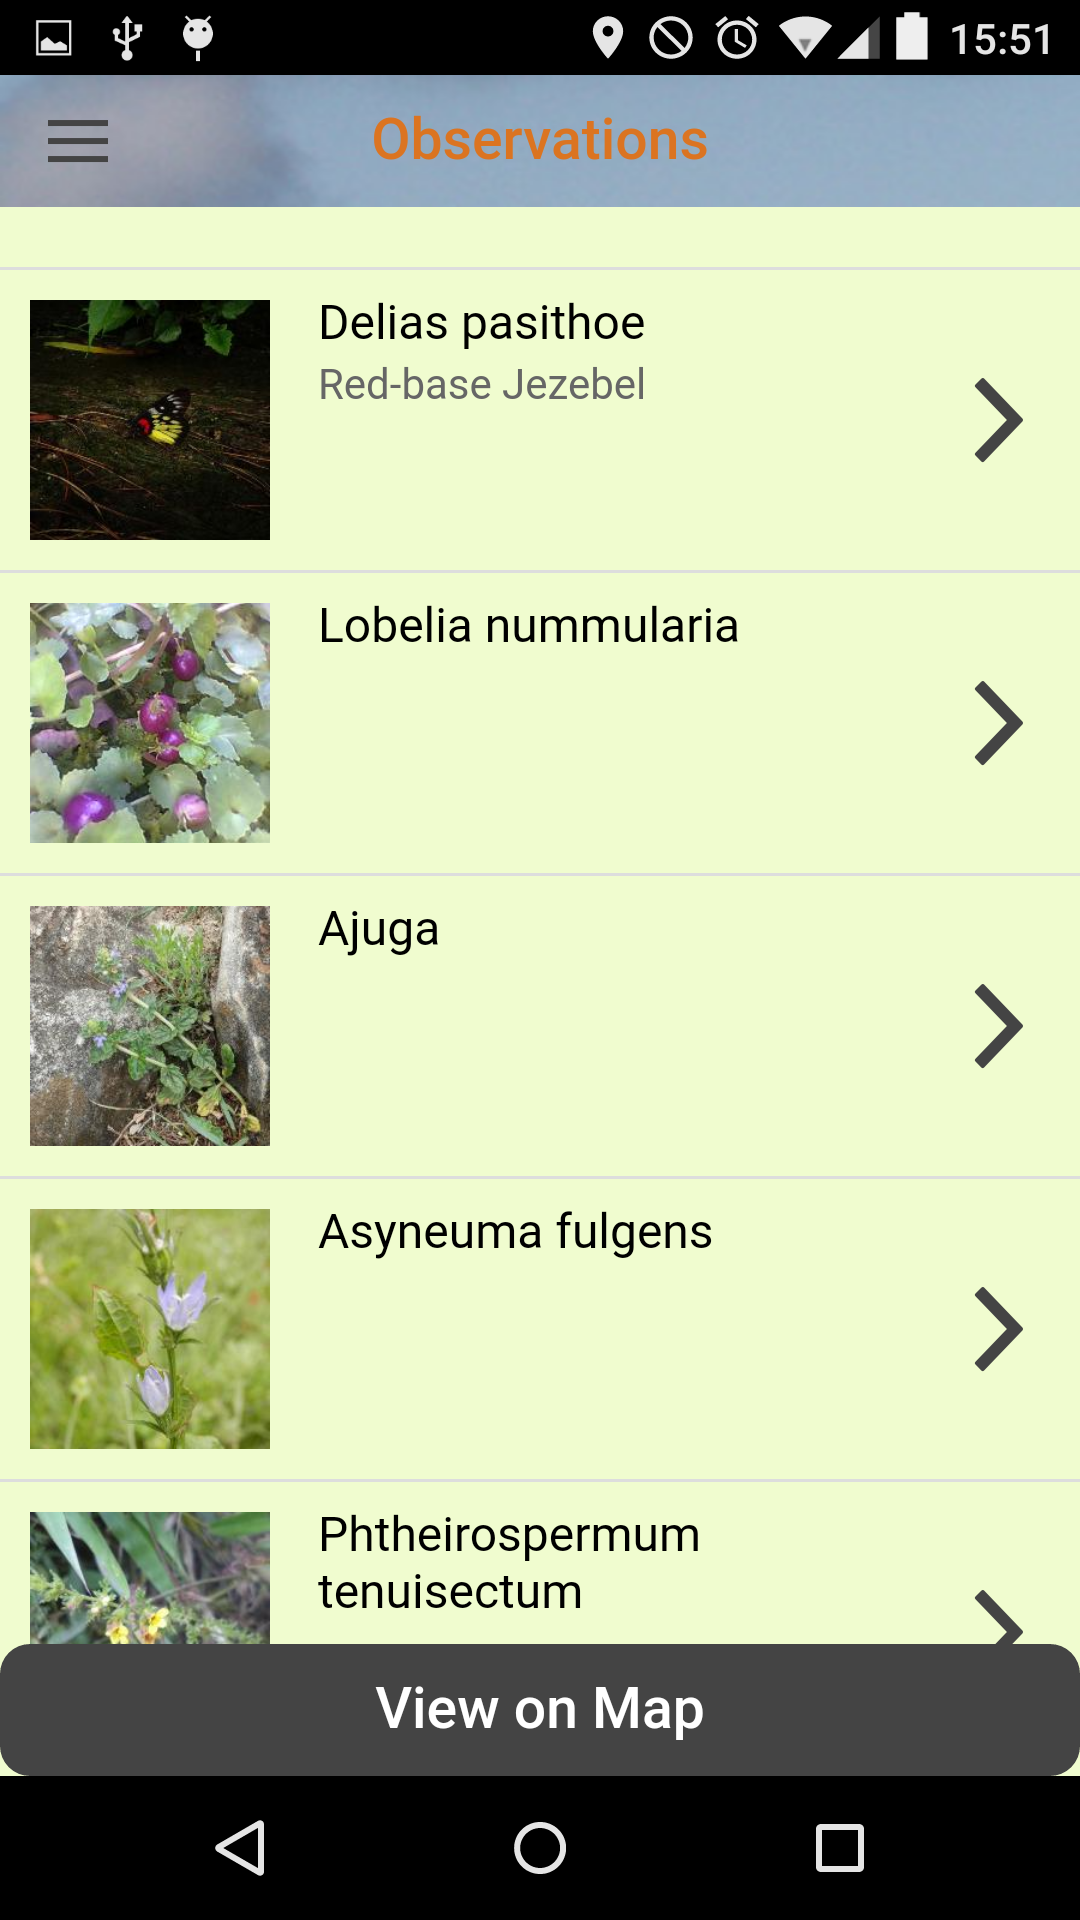 15:51
Observations
Delias pasithoe
Red-base Jezebel
Lobelia nummularia
Ajuga
Asyneuma fulgens
Phtheirospermum
tenuisectum
View on Map